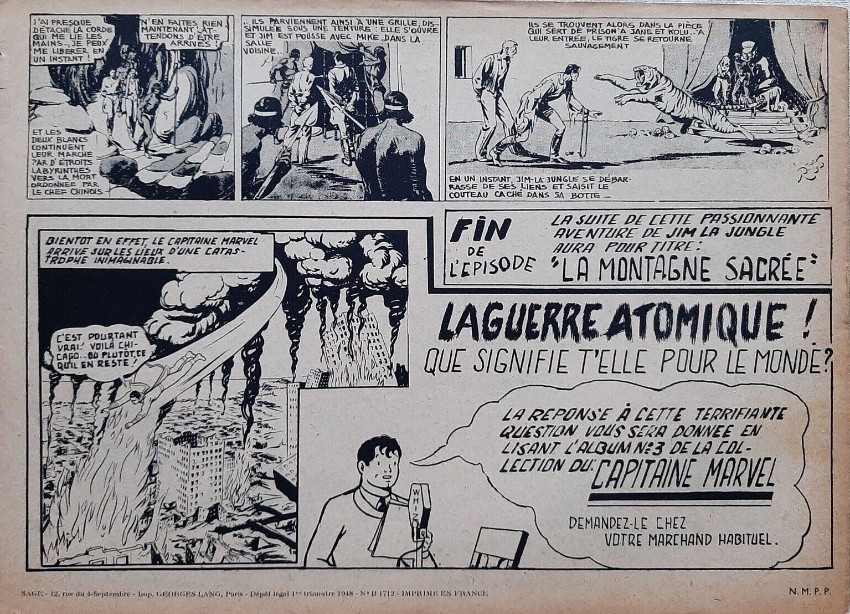 J'AI PRESQUE
DÉTACHÉ LA CORDE
QUI ME LIE LES
MAINS.. JE PEUX
ME LIBERER EN
UN INSTANT !
N'EN FAITES RIEN
MAINTENANT. AT-
TENDONS D'ÊTRE
ARRIVÉS !
ET LES
DEUX BLANCS
CONTINUENT
LEUR MARCHE
PAR D'ÉTROITS
LABYRINTHES
VERS LA MORT
ORDONNÉE PAR
LE CHEF CHINOIS
..ILS PARVIENNENT AINSI À UNE GRILLE, DIS-
SIMULÉE SOUS UNE TENTURE : ELLE S'OUVRE
ET JIM EST POUSSÉ AVEC MIKE DANS LA
SALLE
VOISINE..
ILS SE TROUVENT ALORS DANS LA PIÈCE
QUI SERT DE PRISON A JANE ET KOLU.. A
LEUR ENTRÉE, LE TIGRE SE RETOURNE
SAUVAGEMENT
EN UN INSTANT, JIM-LA-JUNGLE SE DÉBAR-
RASSE DE SES LIENS ET SAISIT LE
COUTEAU CACHÉ DANS SA BOTTE —
FIN
DE
L'EPISODE
LA SUITE DE CETTE PASSIONNANTE
AVENTURE DE JIM LA JUNGLE
AURA POUR TITRE :
"LA MONTAGNE SACRÉE"
BIENTOT EN EFFET, LE CAPITAINE MARVEL
ARRIVE SUR LES LIEUX D'UNE CATAS-
TROPHE INIMAGINABLE.
C'EST POURTANT
VRAI ! VOILÀ CHI-
CAGO.. OU PLUTÔT, CE
QU'IL EN RESTE !
LA GUERRE ATOMIQUE !
QUE SIGNIFIE T'ELLE POUR LE MONDE ?
LA REPONSE À CETTE TERRIFIANTE
QUESTION VOUS SERA DONNEE EN
LISANT L'ALBUM N°3 DE LA COL-
LECTION DU:
CAPITAINE MARVEL
DEMANDEZ-LE CHEZ
VOTRE MARCHAND HABITUEL.
WHIZ
SAGE - 12, rue du 4-Septembre - Imp. GEORGES LANG, Paris - Dépôt légal 1er trimestre 1948 - N° B 1712 - IMPRIMÉ EN FRANCE
N. M. P. P.